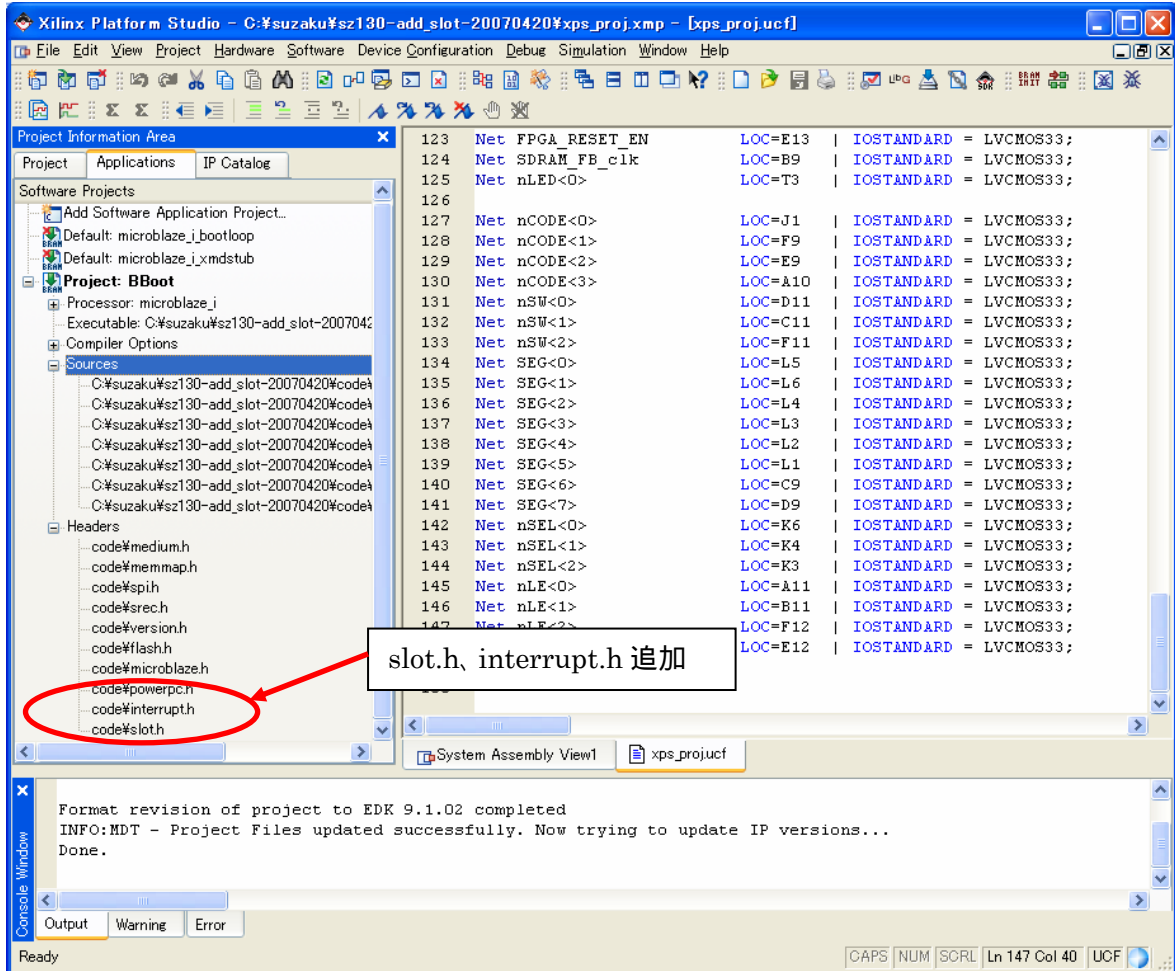 Xilinx Platform Studio - C:¥suzaku¥sz130-add_slot-20070420¥xps_proj.xmp - [xps_proj.ucf]
File Edit View Project Hardware Software Device Configuration Debug Simulation Window Help
Project Information Area
Project Applications IP Catalog
Software Projects
Add Software Application Project...
Default: microblaze_i_bootloop
Default: microblaze_i_xmdstub
Project: BBoot
Processor: microblaze_i
Executable: C:¥suzaku¥sz130-add_slot-2007042
Compiler Options
Sources
C:¥suzaku¥sz130-add_slot-20070420¥code¥
C:¥suzaku¥sz130-add_slot-20070420¥code¥
C:¥suzaku¥sz130-add_slot-20070420¥code¥
C:¥suzaku¥sz130-add_slot-20070420¥code¥
C:¥suzaku¥sz130-add_slot-20070420¥code¥
C:¥suzaku¥sz130-add_slot-20070420¥code¥
C:¥suzaku¥sz130-add_slot-20070420¥code¥
Headers
code¥medium.h
code¥memmap.h
code¥spi.h
code¥srec.h
code¥version.h
code¥flash.h
code¥microblaze.h
code¥powerpc.h
code¥interrupt.h
code¥slot.h
123 Net FPGA_RESET_EN LOC=E13 | IOSTANDARD = LVCMOS33;
124 Net SDRAM_FB_clk LOC=B9 | IOSTANDARD = LVCMOS33;
125 Net nLED<0> LOC=T3 | IOSTANDARD = LVCMOS33;
126
127 Net nCODE<0> LOC=J1 | IOSTANDARD = LVCMOS33;
128 Net nCODE<1> LOC=F9 | IOSTANDARD = LVCMOS33;
129 Net nCODE<2> LOC=E9 | IOSTANDARD = LVCMOS33;
130 Net nCODE<3> LOC=A10 | IOSTANDARD = LVCMOS33;
131 Net nSW<0> LOC=D11 | IOSTANDARD = LVCMOS33;
132 Net nSW<1> LOC=C11 | IOSTANDARD = LVCMOS33;
133 Net nSW<2> LOC=F11 | IOSTANDARD = LVCMOS33;
134 Net SEG<0> LOC=L5 | IOSTANDARD = LVCMOS33;
135 Net SEG<1> LOC=L6 | IOSTANDARD = LVCMOS33;
136 Net SEG<2> LOC=L4 | IOSTANDARD = LVCMOS33;
137 Net SEG<3> LOC=L3 | IOSTANDARD = LVCMOS33;
138 Net SEG<4> LOC=L2 | IOSTANDARD = LVCMOS33;
139 Net SEG<5> LOC=L1 | IOSTANDARD = LVCMOS33;
140 Net SEG<6> LOC=C9 | IOSTANDARD = LVCMOS33;
141 Net SEG<7> LOC=D9 | IOSTANDARD = LVCMOS33;
142 Net nSEL<0> LOC=K6 | IOSTANDARD = LVCMOS33;
143 Net nSEL<1> LOC=K4 | IOSTANDARD = LVCMOS33;
144 Net nSEL<2> LOC=K3 | IOSTANDARD = LVCMOS33;
145 Net nLE<0> LOC=A11 | IOSTANDARD = LVCMOS33;
146 Net nLE<1> LOC=B11 | IOSTANDARD = LVCMOS33;
147 Net nLE<2> LOC=F12 | IOSTANDARD = LVCMOS33;
LOC=E12 | IOSTANDARD = LVCMOS33;
slot.h、interrupt.h 追加
System Assembly View1 xps_proj.ucf
Format revision of project to EDK 9.1.02 completed
INFO:MDT - Project Files updated successfully. Now trying to update IP versions...
Done.
Console Window
Output Warning Error
Ready CAPS NUM SCRL Ln 147 Col 40 UCF